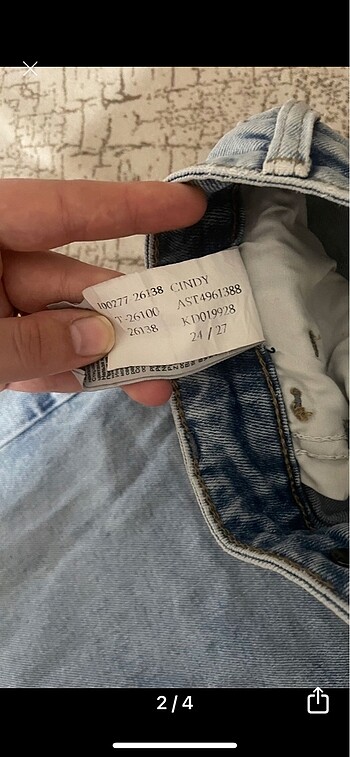 100277 26138 CINDY
T-26100 AST4961388
26138 KD019928
24 / 27
2 / 4